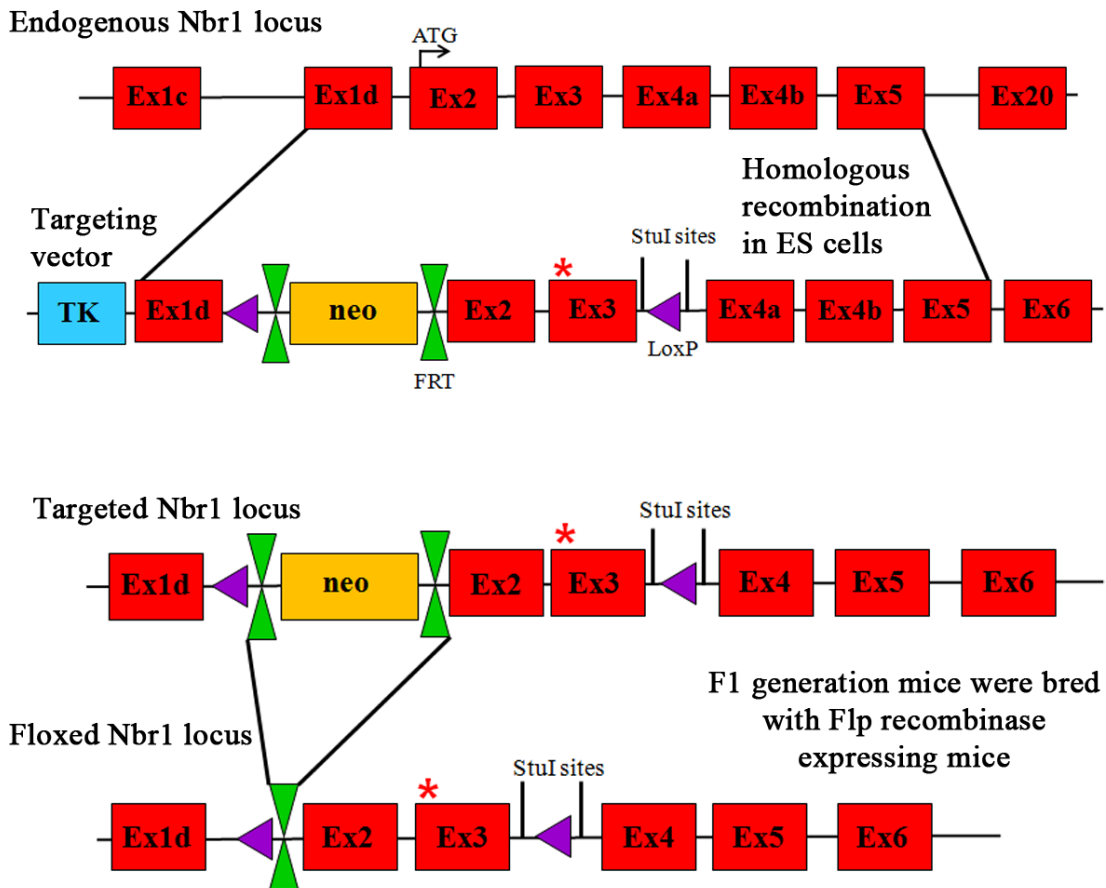 Endogenous Nbr1 locus
ATG
Ex1c Ex1d Ex2 Ex3 Ex4a Ex4b Ex5 Ex20
Homologous
recombination
in ES cells
Targeting
vector
StuI sites
*
TK Ex1d neo Ex2 Ex3 Ex4a Ex4b Ex5 Ex6
LoxP
FRT
Targeted Nbr1 locus
StuI sites
*
Ex1d neo Ex2 Ex3 Ex4 Ex5 Ex6
F1 generation mice were bred
with Flp recombinase
expressing mice
Floxed Nbr1 locus
StuI sites
*
Ex1d Ex2 Ex3 Ex4 Ex5 Ex6